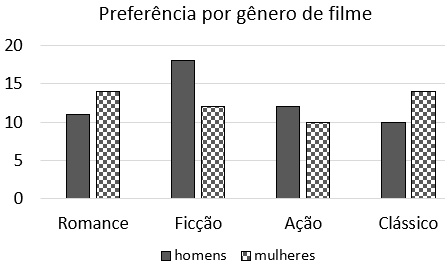 Preferência por gênero de filme
20
15
10
5
0
Romance Ficção Ação Clássico
homens mulheres